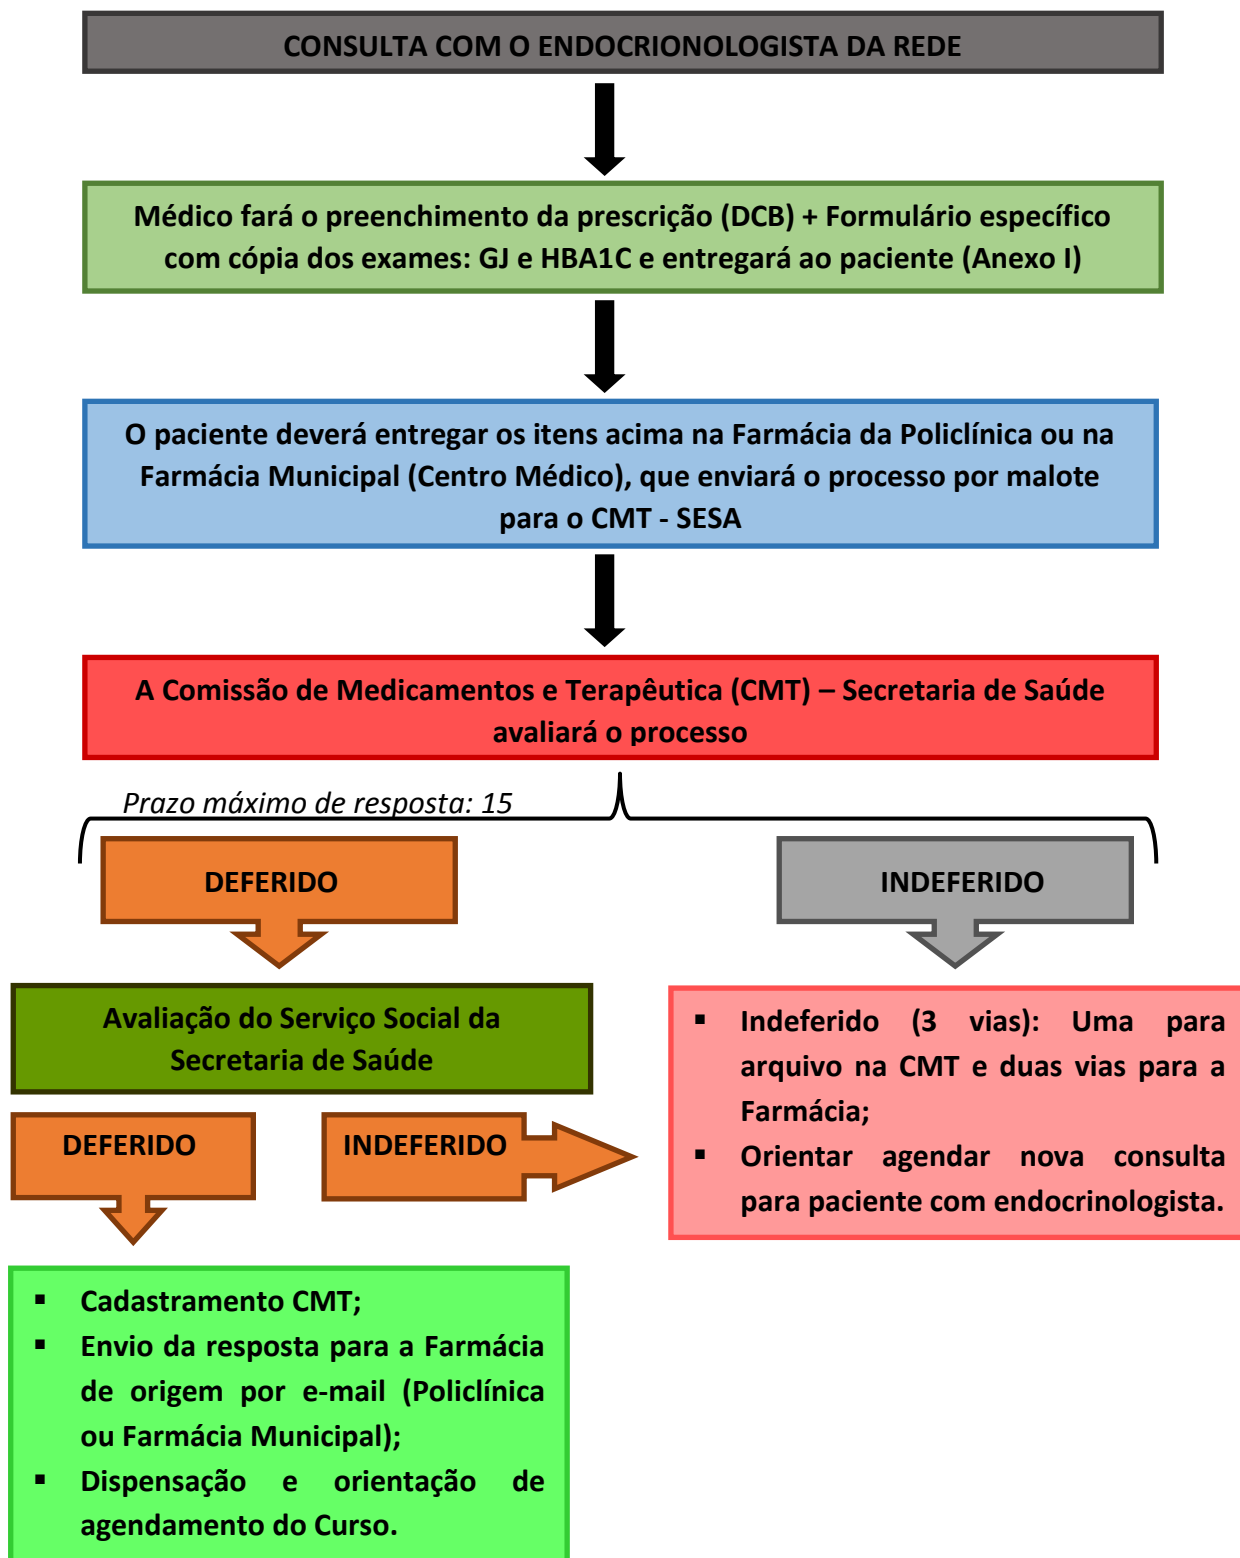 CONSULTA COM O ENDOCRIONOLOGISTA DA REDE
Médico fará o preenchimento da prescrição (DCB) + Formulário específico
com cópia dos exames: GJ e HBA1C e entregará ao paciente (Anexo I)
O paciente deverá entregar os itens acima na Farmácia da Policlínica ou na
Farmácia Municipal (Centro Médico), que enviará o processo por malote
para o CMT - SESA
A Comissão de Medicamentos e Terapêutica (CMT) – Secretaria de Saúde
avaliará o processo
Prazo máximo de resposta: 15
DEFERIDO
INDEFERIDO
Avaliação do Serviço Social da
Secretaria de Saúde
▪ Indeferido (3 vias): Uma para
arquivo na CMT e duas vias para a
Farmácia;
▪ Orientar agendar nova consulta
para paciente com endocrinologista.
DEFERIDO
INDEFERIDO
▪ Cadastramento CMT;
▪ Envio da resposta para a Farmácia
de origem por e-mail (Policlínica
ou Farmácia Municipal);
▪ Dispensação e orientação de
agendamento do Curso.